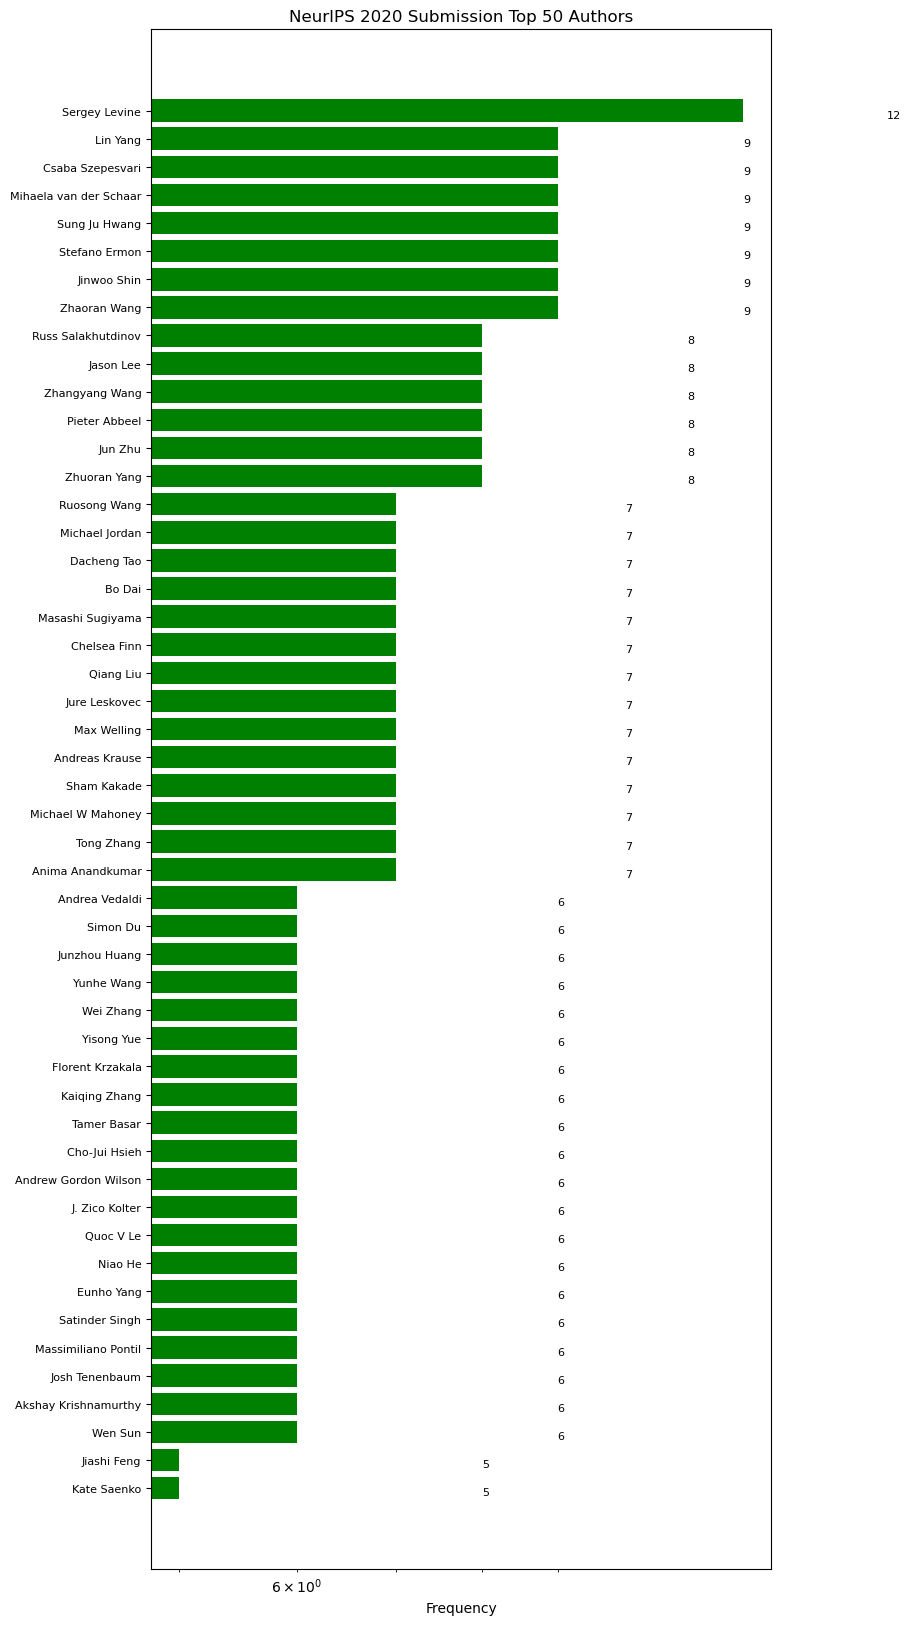 NeurIPS 2020 Submission Top 50 Authors
Sergey Levine 12
Lin Yang 9
Csaba Szepesvari 9
Mihaela van der Schaar 9
Sung Ju Hwang 9
Stefano Ermon 9
Jinwoo Shin 9
Zhaoran Wang 9
Russ Salakhutdinov 8
Jason Lee 8
Zhangyang Wang 8
Pieter Abbeel 8
Jun Zhu 8
Zhuoran Yang 8
Ruosong Wang 7
Michael Jordan 7
Dacheng Tao 7
Bo Dai 7
Masashi Sugiyama 7
Chelsea Finn 7
Qiang Liu 7
Jure Leskovec 7
Max Welling 7
Andreas Krause 7
Sham Kakade 7
Michael W Mahoney 7
Tong Zhang 7
Anima Anandkumar 7
Andrea Vedaldi 6
Simon Du 6
Junzhou Huang 6
Yunhe Wang 6
Wei Zhang 6
Yisong Yue 6
Florent Krzakala 6
Kaiqing Zhang 6
Tamer Basar 6
Cho-Jui Hsieh 6
Andrew Gordon Wilson 6
J. Zico Kolter 6
Quoc V Le 6
Niao He 6
Eunho Yang 6
Satinder Singh 6
Massimiliano Pontil 6
Josh Tenenbaum 6
Akshay Krishnamurthy 6
Wen Sun 6
Jiashi Feng 5
Kate Saenko 5
6 × 10⁰
Frequency